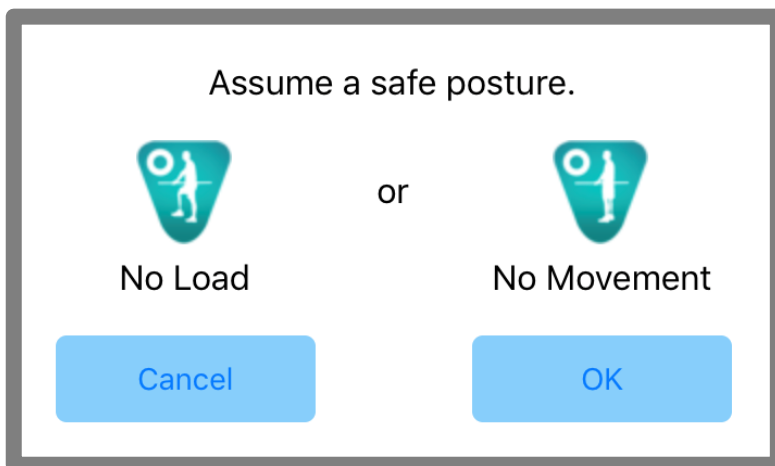 Assume a safe posture.
or
No Load
No Movement
Cancel
OK